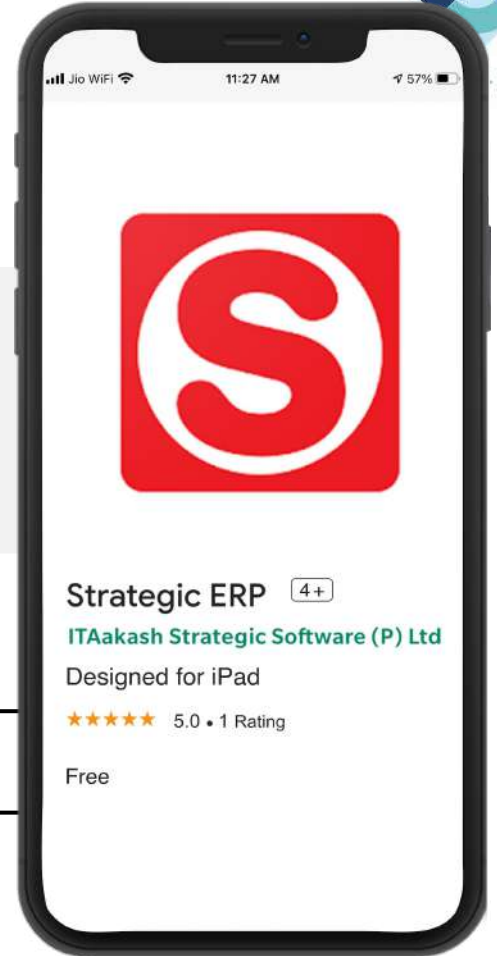 Jio WiFi 11:27 AM 57%
S
Strategic ERP 4+
ITAakash Strategic Software (P) Ltd
Designed for iPad
★★★★★ 5.0 • 1 Rating
Free